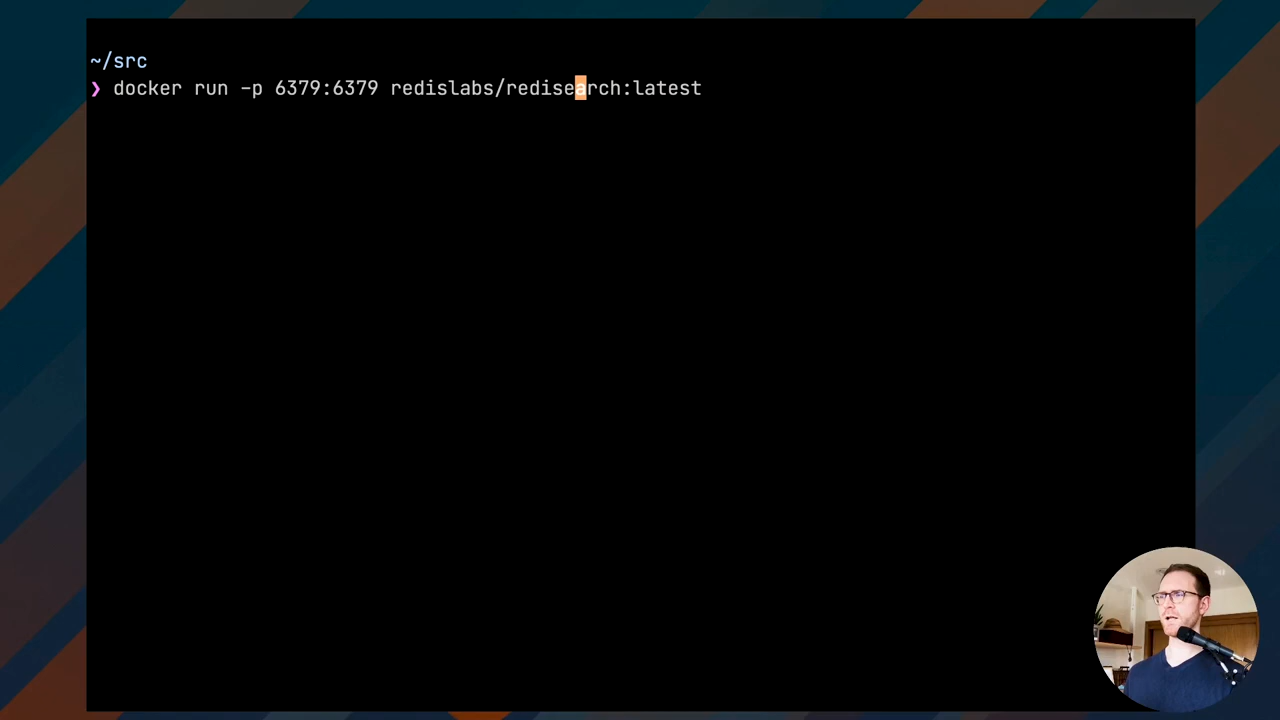 ~/src
❯ docker run -p 6379:6379 redislabs/redisearch:latest